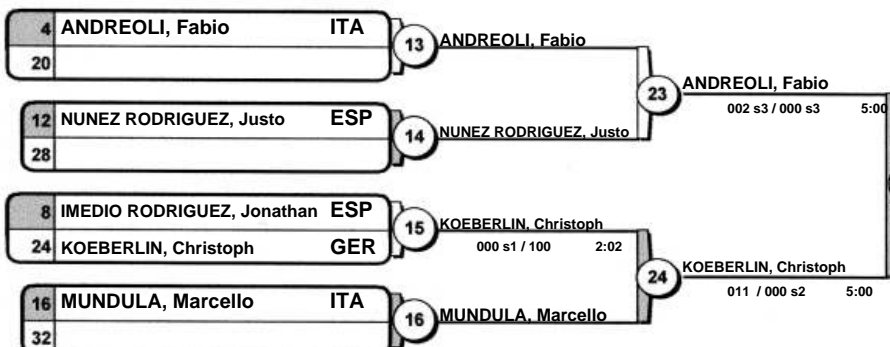 4 ANDREOLI, Fabio ITA
20
13 ANDREOLI, Fabio
12 NUNEZ RODRIGUEZ, Justo ESP
28
14 NUNEZ RODRIGUEZ, Justo
23 ANDREOLI, Fabio
002 s3 / 000 s3 5:00
8 IMEDIO RODRIGUEZ, Jonathan ESP
24 KOEBERLIN, Christoph GER
15 KOEBERLIN, Christoph
000 s1 / 100 2:02
16 MUNDULA, Marcello ITA
32
16 MUNDULA, Marcello
24 KOEBERLIN, Christoph
011 / 000 s2 5:00